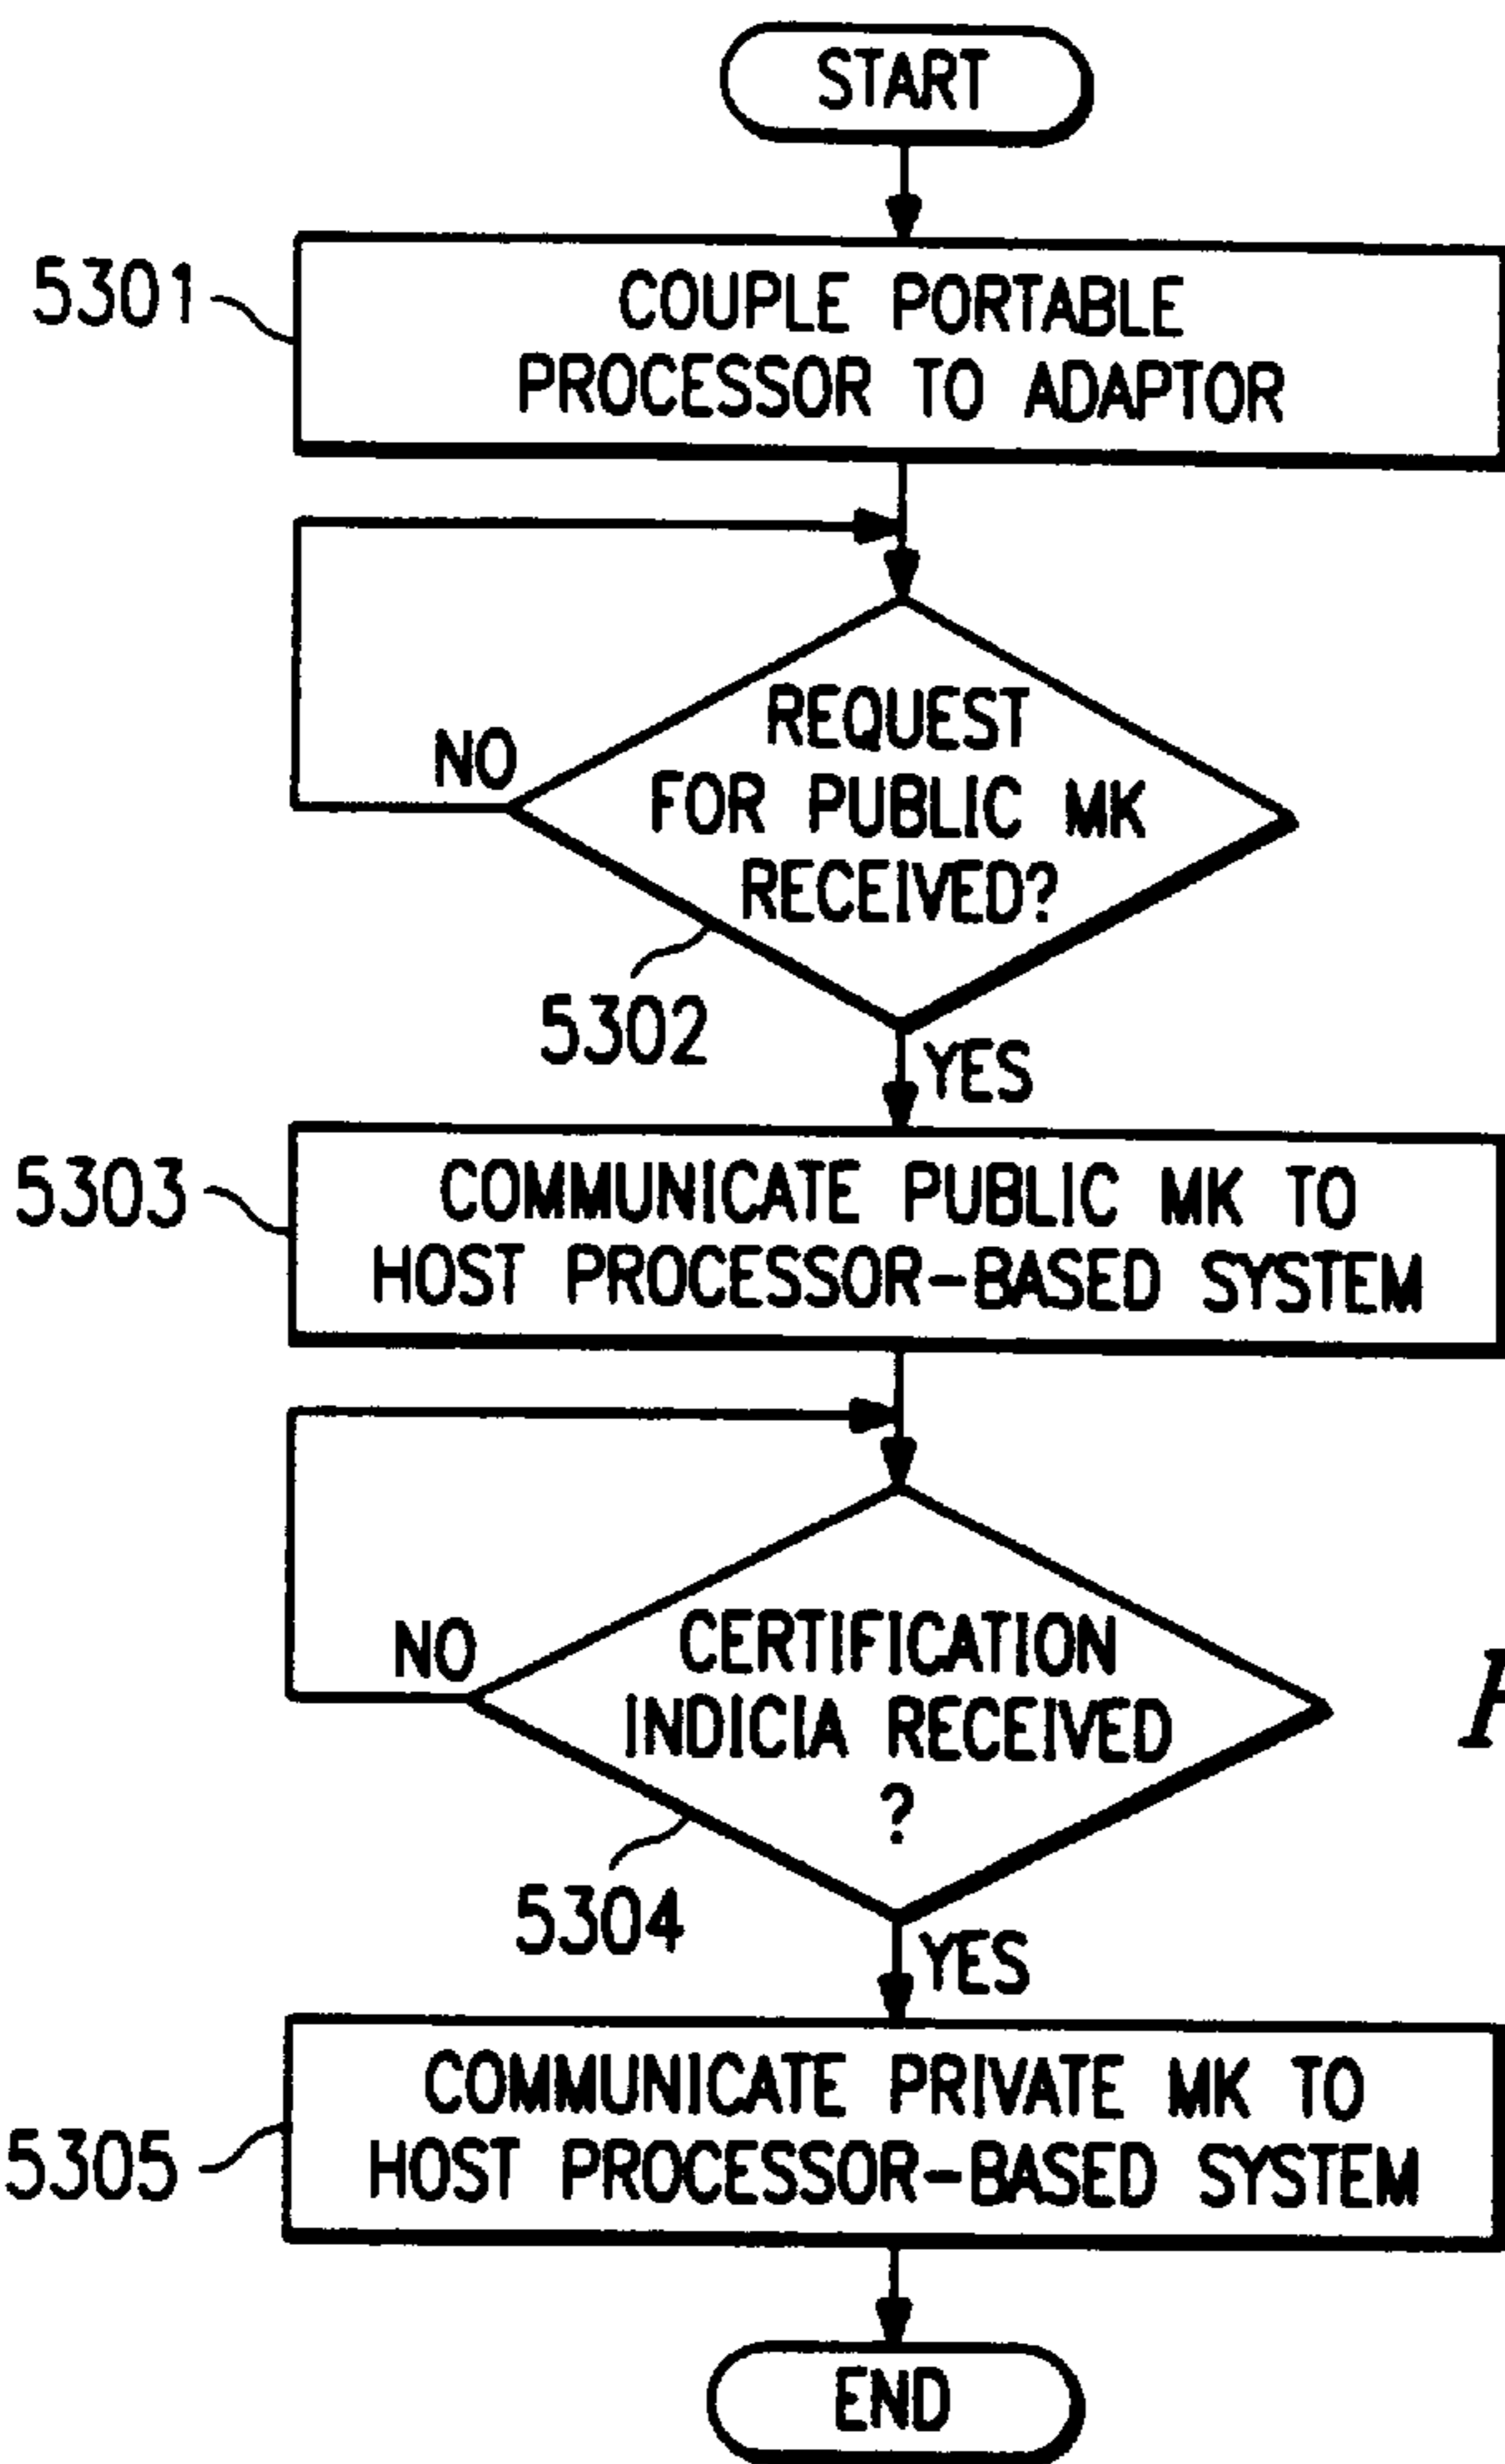 START
5301
COUPLE PORTABLE
PROCESSOR TO ADAPTOR
NO
REQUEST
FOR PUBLIC MK
RECEIVED?
5302
YES
5303
COMMUNICATE PUBLIC MK TO
HOST PROCESSOR-BASED SYSTEM
NO
CERTIFICATION
INDICIA RECEIVED
?
5304
YES
5305
COMMUNICATE PRIVATE MK TO
HOST PROCESSOR-BASED SYSTEM
END